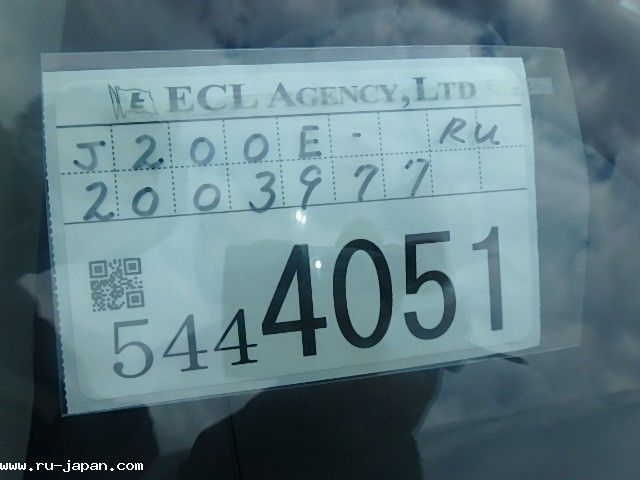 E ECL AGENCY, LTD
J200E- RU
2003977
5444051
www.ru-japan.com